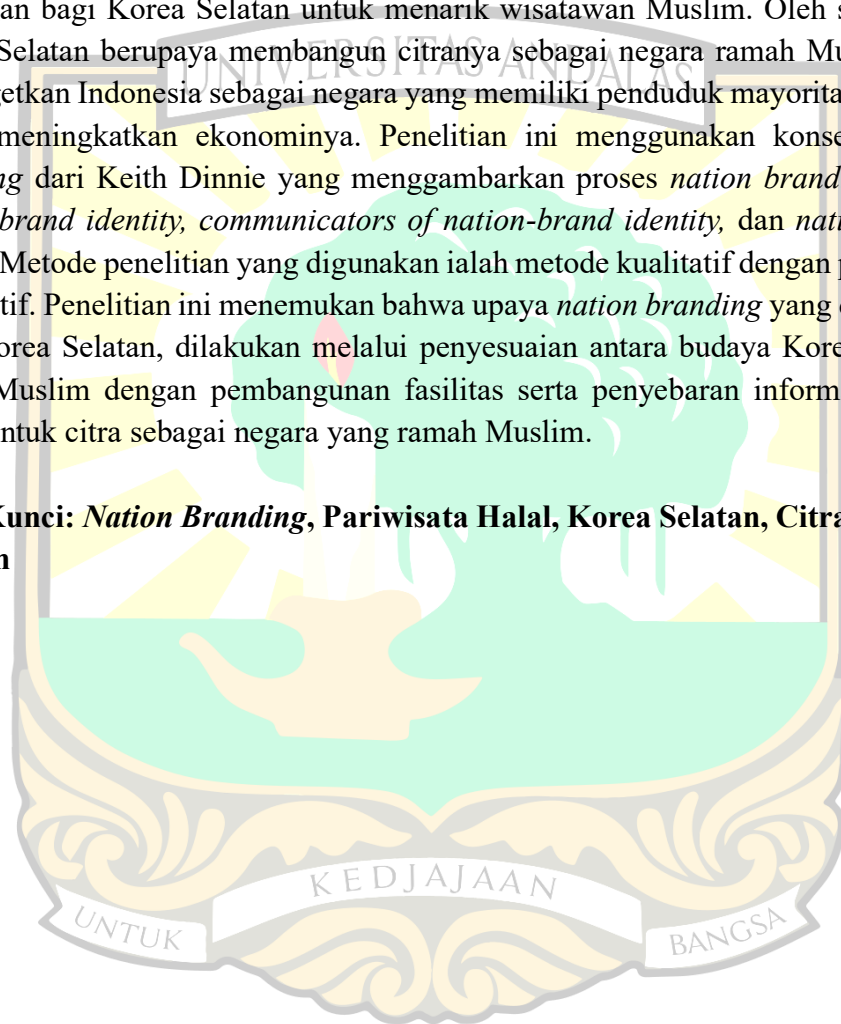 an bagi Korea Selatan untuk menarik wisatawan Muslim. Oleh s
Selatan berupaya membangun citranya sebagai negara ramah Mu
getkan Indonesia sebagai negara yang memiliki penduduk mayorita
meningkatkan ekonominya. Penelitian ini menggunakan konse
ng dari Keith Dinnie yang menggambarkan proses nation brand
brand identity, communicators of nation-brand identity, dan nati
Metode penelitian yang digunakan ialah metode kualitatif dengan p
tif. Penelitian ini menemukan bahwa upaya nation branding yang
orea Selatan, dilakukan melalui penyesuaian antara budaya Kore
Muslim dengan pembangunan fasilitas serta penyebaran inform
ntuk citra sebagai negara yang ramah Muslim.
Kunci: Nation Branding, Pariwisata Halal, Korea Selatan, Citra
UNIVERSITAS ANDALAS
UNTUK KEDJAJAAN BANGSA